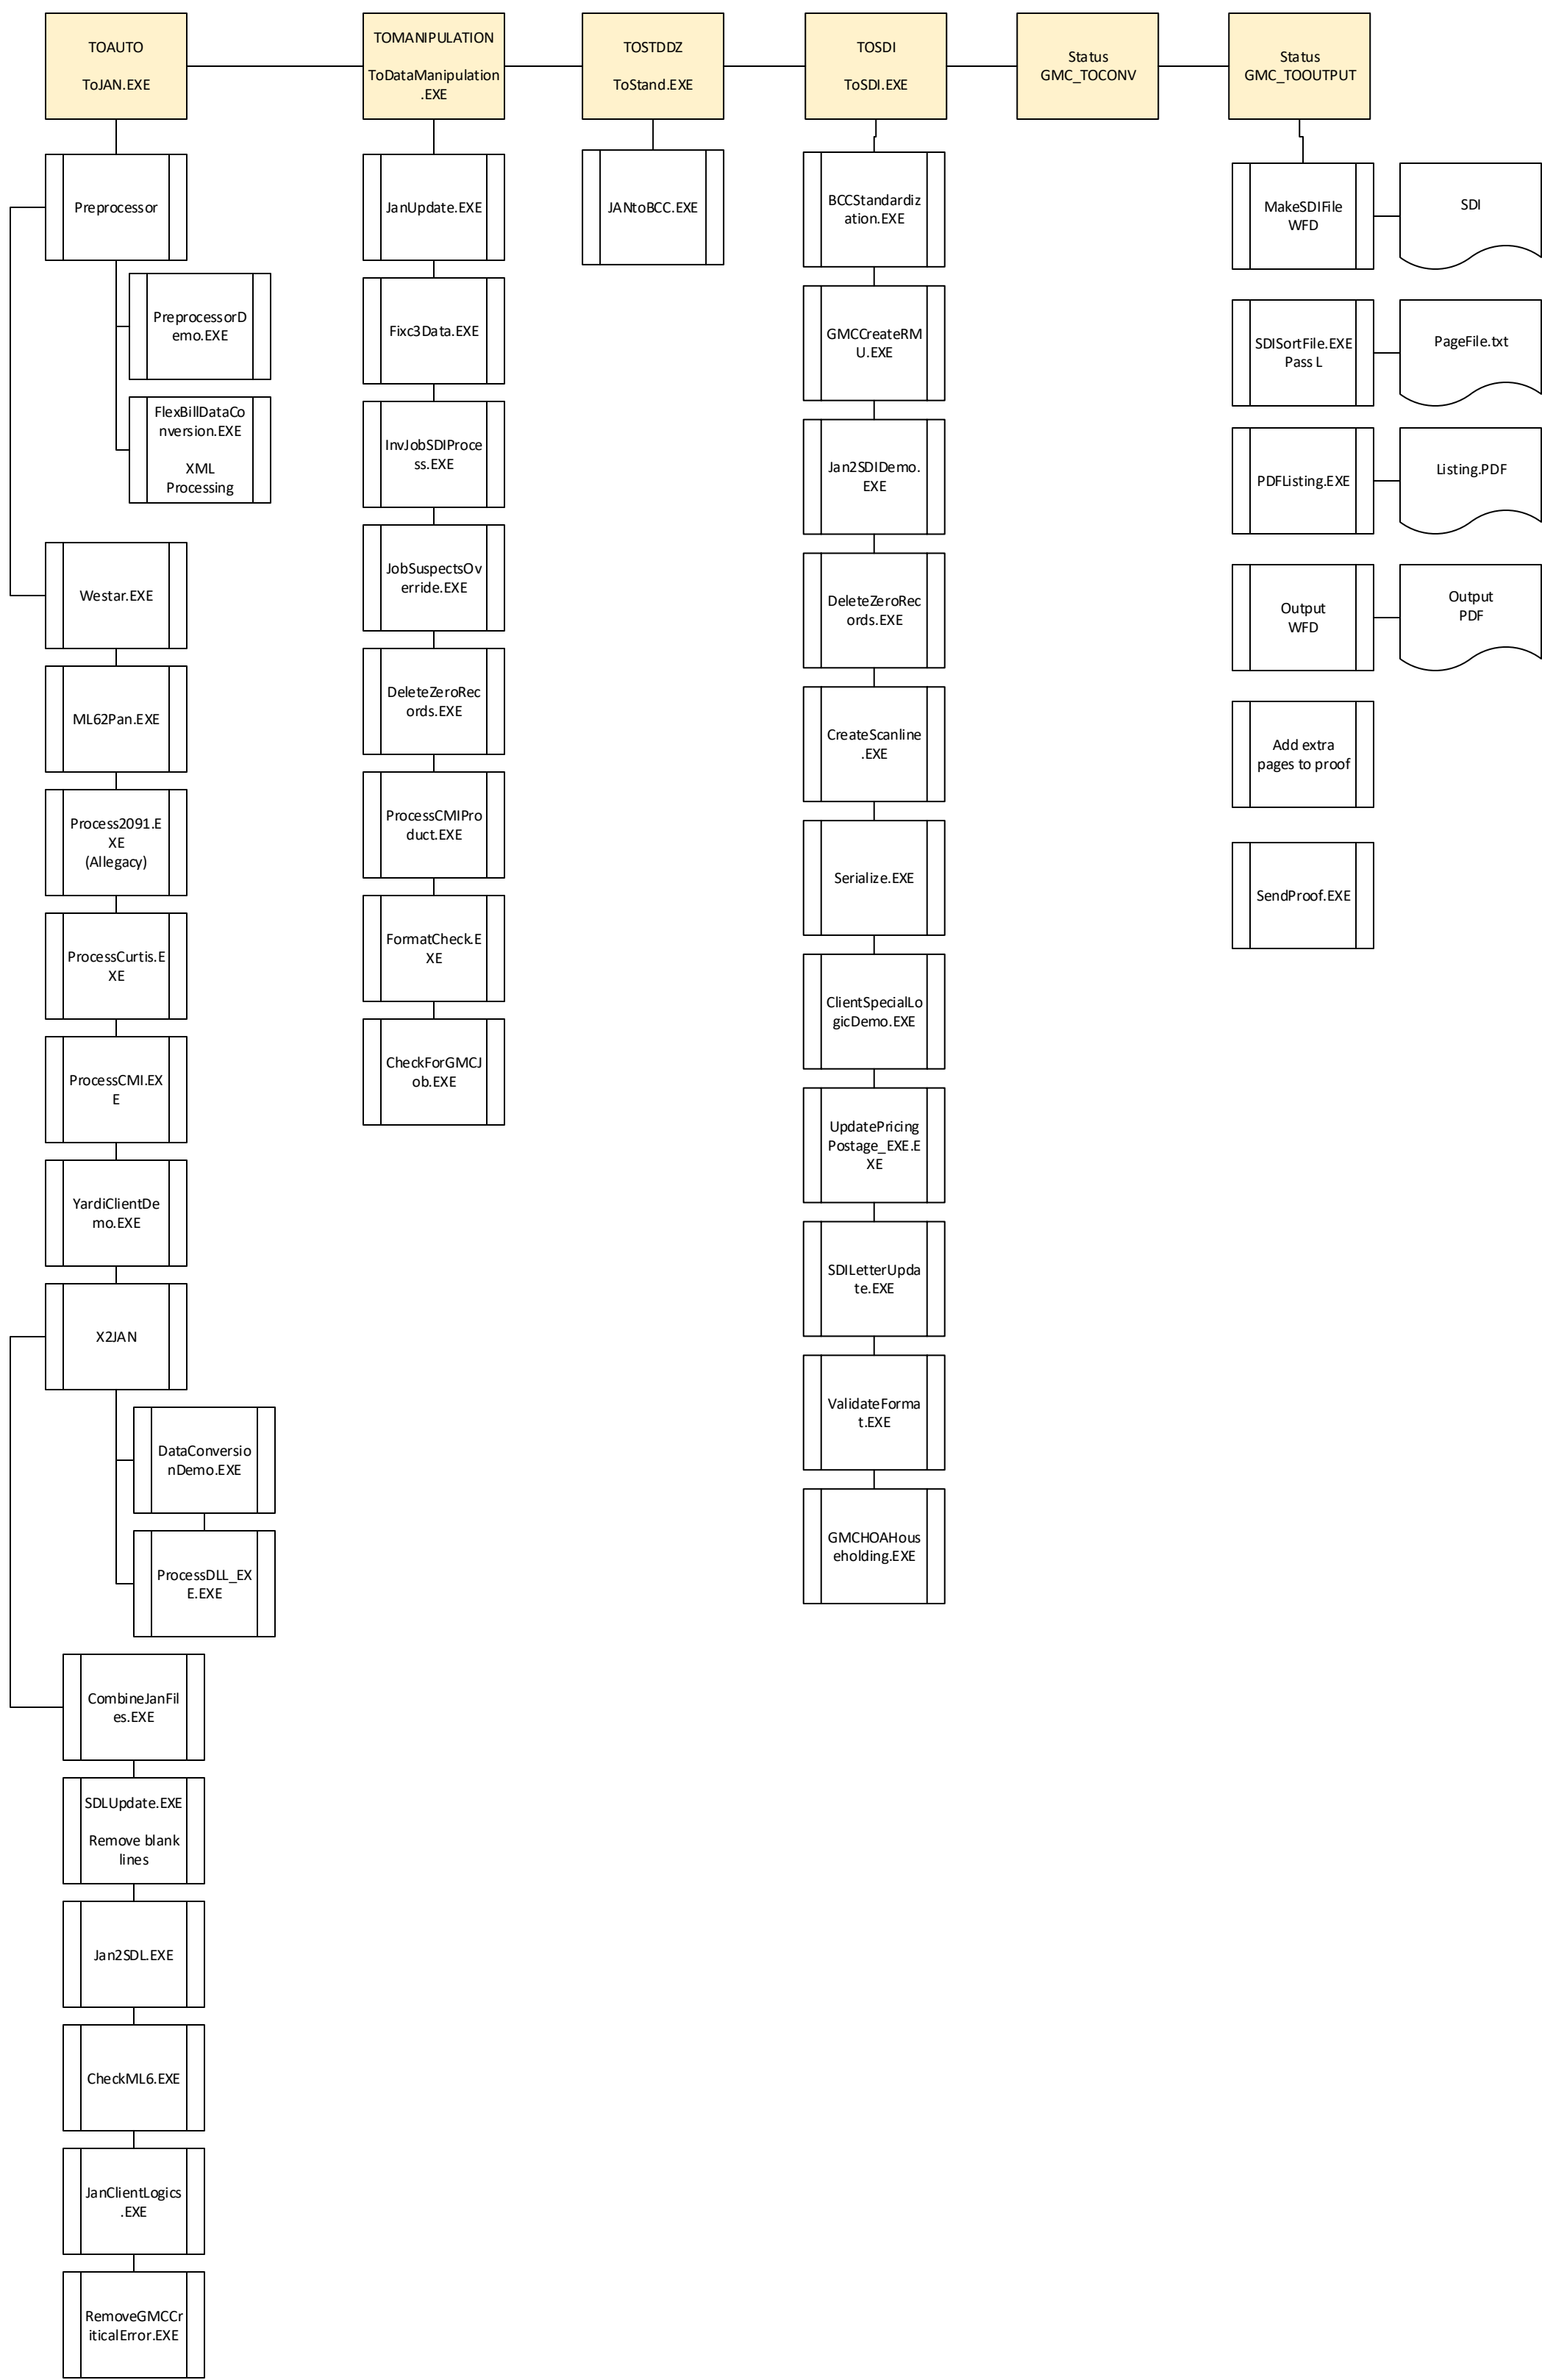 TOAUTO
ToJAN.EXE
TOMANIPULATION
ToDataManipulation
.EXE
TOSTDDZ
ToStand.EXE
TOSDI
ToSDI.EXE
Status
GMC_TOCONV
Status
GMC_TOOUTPUT
Preprocessor
PreprocessorD
emo.EXE
FlexBillDataCo
nversion.EXE
XML
Processing
Westar.EXE
ML62Pan.EXE
Process2091.E
XE
(Allegacy)
ProcessCurtis.E
XE
ProcessCMI.EX
E
YardiClientDe
mo.EXE
X2JAN
DataConversio
nDemo.EXE
ProcessDLL_EX
E.EXE
CombineJanFil
es.EXE
SDLUpdate.EXE
Remove blank
lines
Jan2SDL.EXE
CheckML6.EXE
JanClientLogics
.EXE
RemoveGMCCr
iticalError.EXE
JanUpdate.EXE
Fixc3Data.EXE
InvJobSDIProce
ss.EXE
JobSuspectsOv
erride.EXE
DeleteZeroRec
ords.EXE
ProcessCMIPro
duct.EXE
FormatCheck.E
XE
CheckForGMCJ
ob.EXE
JANtoBCC.EXE
BCCStandardiz
ation.EXE
GMCCreateRM
U.EXE
Jan2SDIDemo.
EXE
DeleteZeroRec
ords.EXE
CreateScanline
.EXE
Serialize.EXE
ClientSpecialLo
gicDemo.EXE
UpdatePricing
Postage_EXE.E
XE
SDILetterUpda
te.EXE
ValidateForma
t.EXE
GMCHOAHous
eholding.EXE
MakeSDIFile
WFD
SDI
SDISortFile.EXE
Pass L
PageFile.txt
PDFListing.EXE
Listing.PDF
Output
WFD
Output
PDF
Add extra
pages to proof
SendProof.EXE